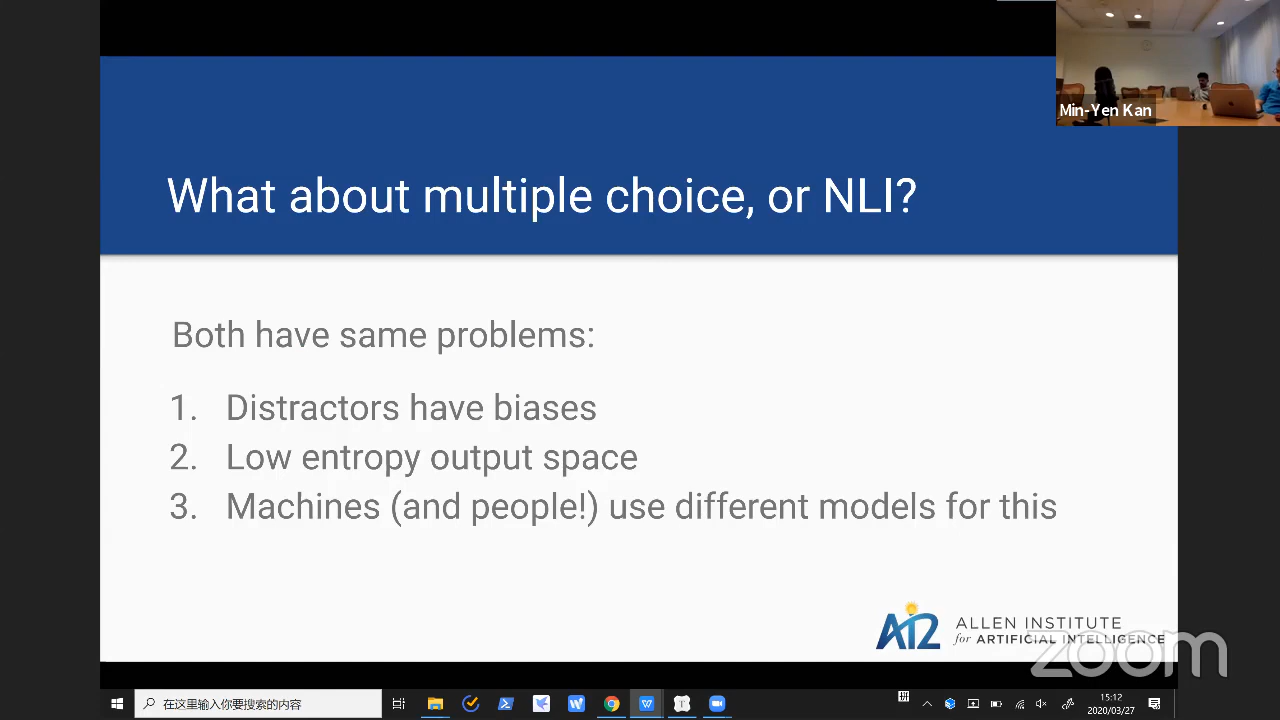 Min-Yen Kan
What about multiple choice, or NLI?
Both have same problems:
1. Distractors have biases
2. Low entropy output space
3. Machines (and people!) use different models for this
AI2 ALLEN INSTITUTE
for ARTIFICIAL INTELLIGENCE
zoom
在这里输入你要搜索的内容
15:12
2020/03/27